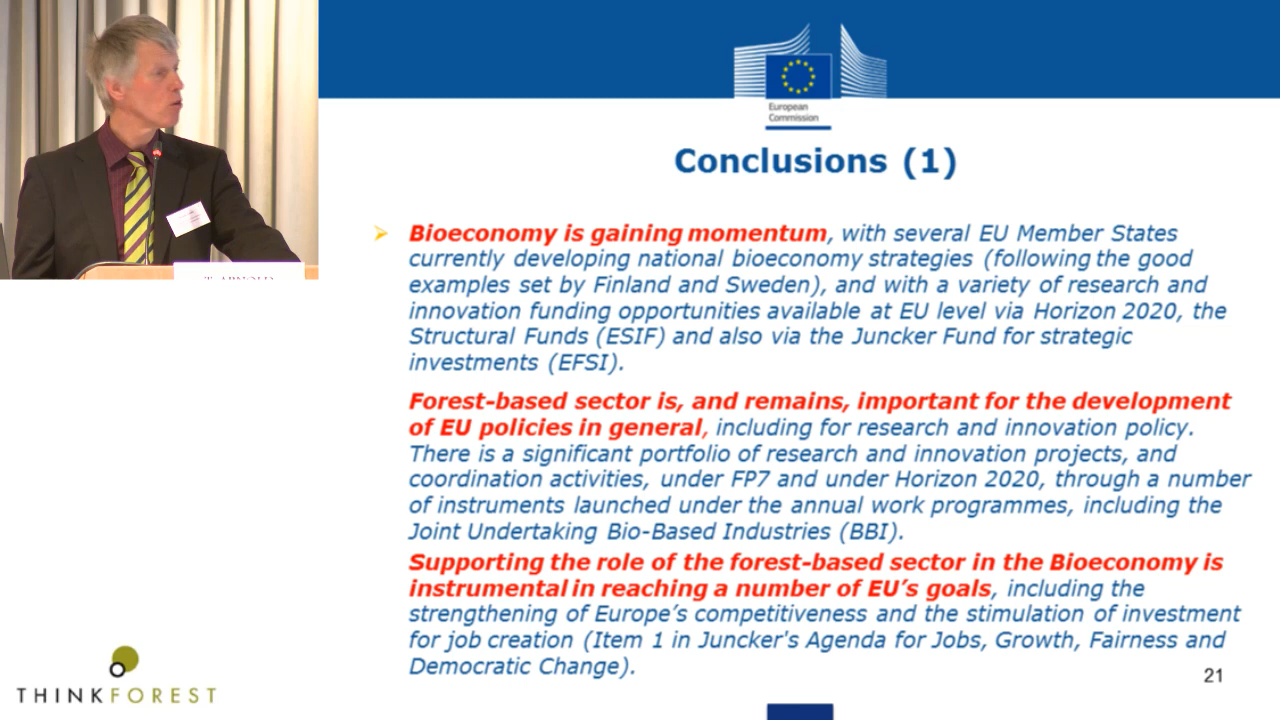 European
Commission
Conclusions (1)
Bioeconomy is gaining momentum, with several EU Member States
currently developing national bioeconomy strategies (following the good
examples set by Finland and Sweden), and with a variety of research and
innovation funding opportunities available at EU level via Horizon 2020, the
Structural Funds (ESIF) and also via the Juncker Fund for strategic
investments (EFSI).
Forest-based sector is, and remains, important for the development
of EU policies in general, including for research and innovation policy.
There is a significant portfolio of research and innovation projects, and
coordination activities, under FP7 and under Horizon 2020, through a number
of instruments launched under the annual work programmes, including the
Joint Undertaking Bio-Based Industries (BBI).
Supporting the role of the forest-based sector in the Bioeconomy is
instrumental in reaching a number of EU’s goals, including the
strengthening of Europe’s competitiveness and the stimulation of investment
for job creation (Item 1 in Juncker's Agenda for Jobs, Growth, Fairness and
Democratic Change).
21
THINKFOREST